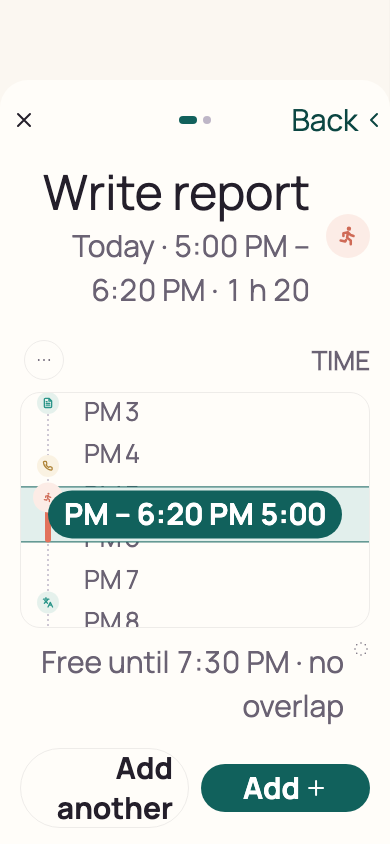 Back
Write report
Today · 5:00 PM –
6:20 PM · 1 h 20
TIME
PM 3
PM 4
PM – 6:20 PM 5:00
PM 7
PM 8
Free until 7:30 PM · no
overlap
Add
another
Add +